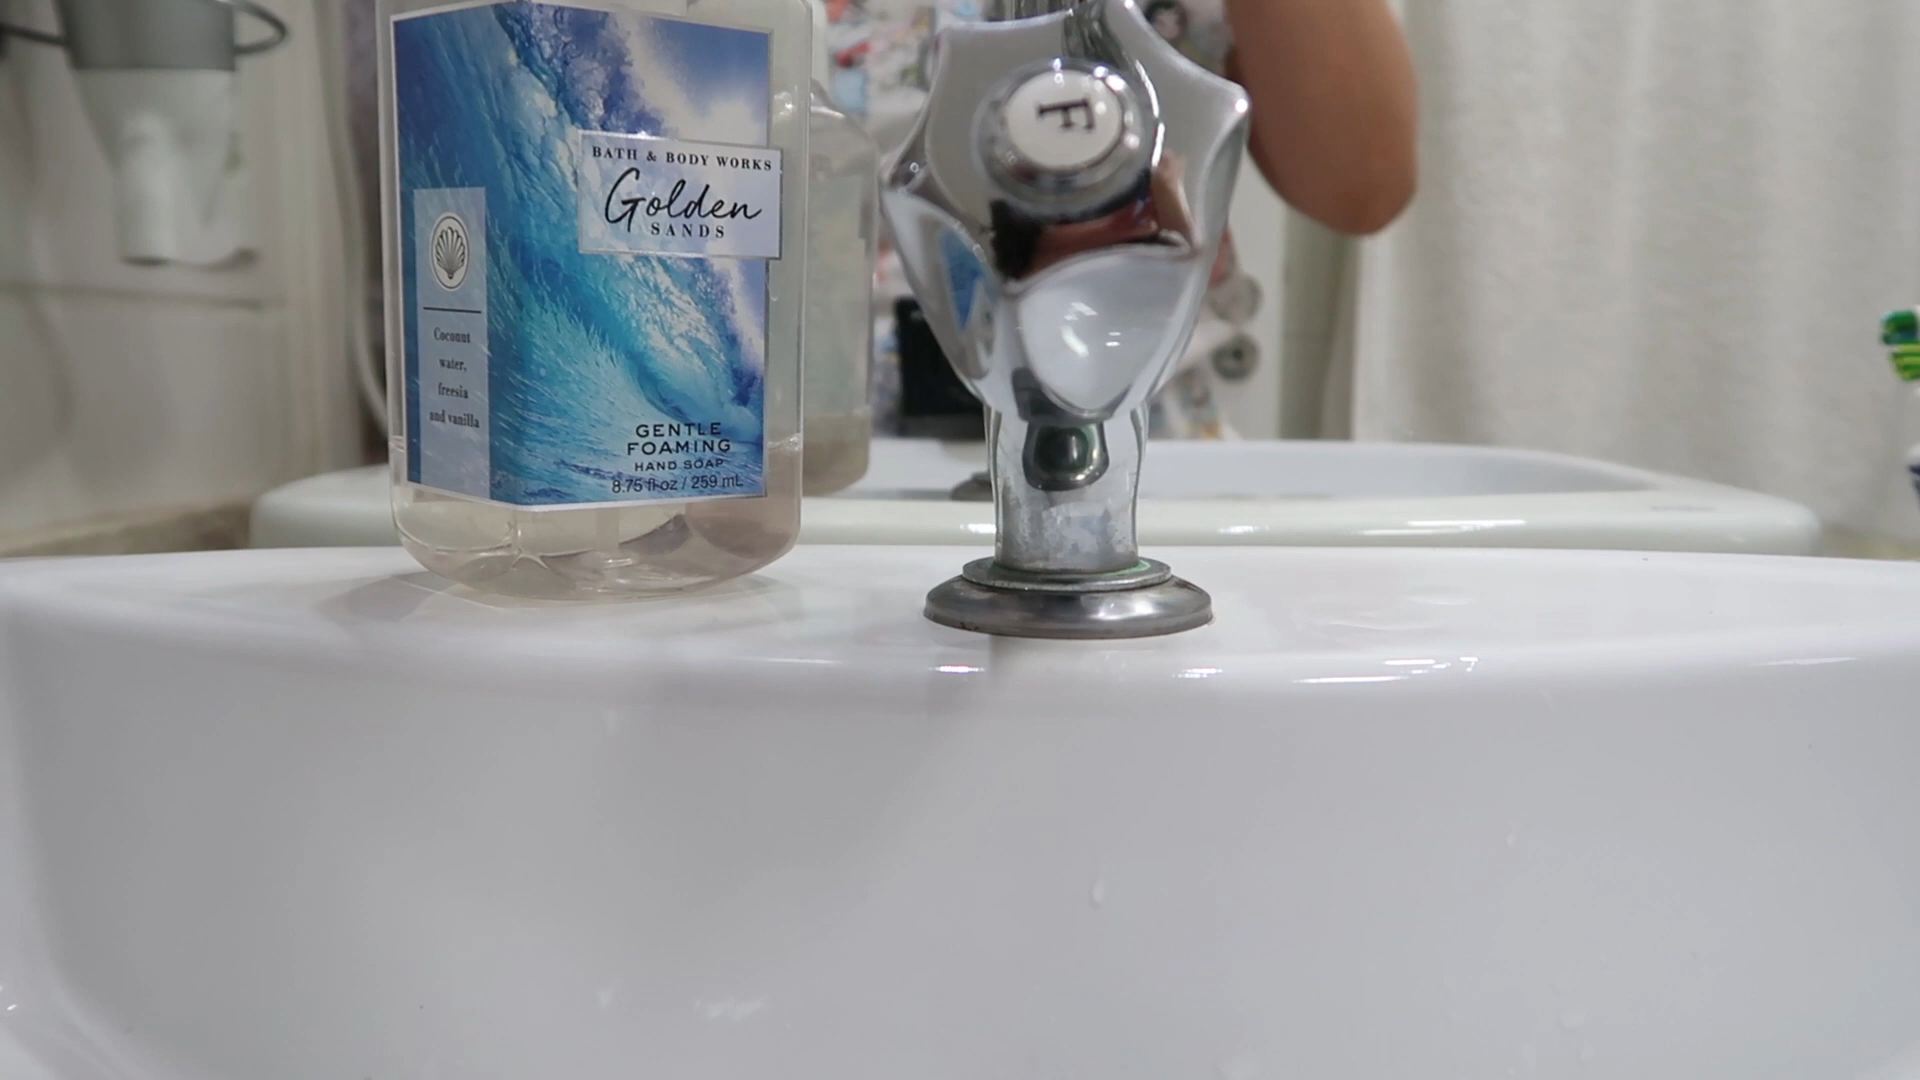 BATH & BODY WORKS
Golden
SANDS
Coconut
water,
freesia
and vanilla
GENTLE
FOAMING
HAND SOAP
8.75 fl oz / 259 mL
F